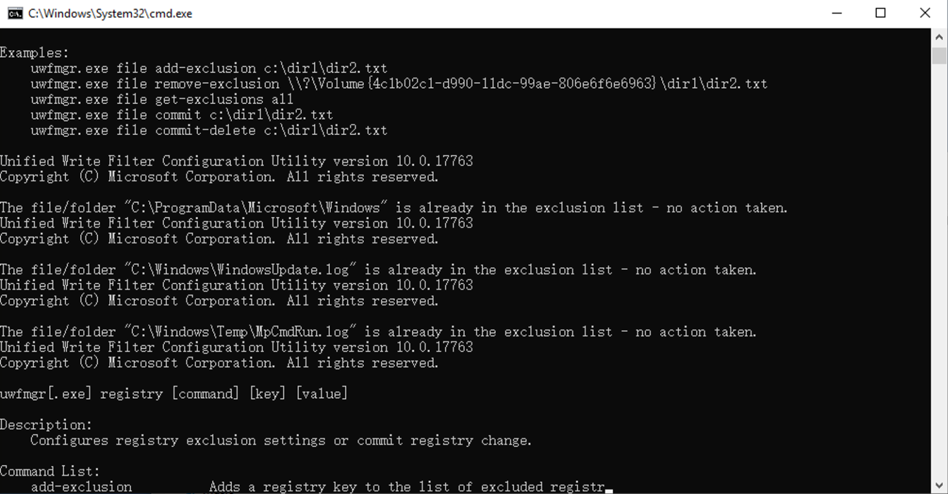 C:\Windows\System32\cmd.exe
Examples:
uwfmgr.exe file add-exclusion c:\dir1\dir2.txt
uwfmgr.exe file remove-exclusion \\?\Volume{4c1b02c1-d990-11dc-99ae-806e6f6e6963}\dir1\dir2.txt
uwfmgr.exe file get-exclusions all
uwfmgr.exe file commit c:\dir1\dir2.txt
uwfmgr.exe file commit-delete c:\dir1\dir2.txt
Unified Write Filter Configuration Utility version 10.0.17763
Copyright (C) Microsoft Corporation. All rights reserved.
The file/folder "C:\ProgramData\Microsoft\Windows" is already in the exclusion list - no action taken.
Unified Write Filter Configuration Utility version 10.0.17763
Copyright (C) Microsoft Corporation. All rights reserved.
The file/folder "C:\Windows\WindowsUpdate.log" is already in the exclusion list - no action taken.
Unified Write Filter Configuration Utility version 10.0.17763
Copyright (C) Microsoft Corporation. All rights reserved.
The file/folder "C:\Windows\Temp\MpCmdRun.log" is already in the exclusion list - no action taken.
Unified Write Filter Configuration Utility version 10.0.17763
Copyright (C) Microsoft Corporation. All rights reserved.
uwfmgr[.exe] registry [command] [key] [value]
Description:
Configures registry exclusion settings or commit registry change.
Command List:
add-exclusion Adds a registry key to the list of excluded registr